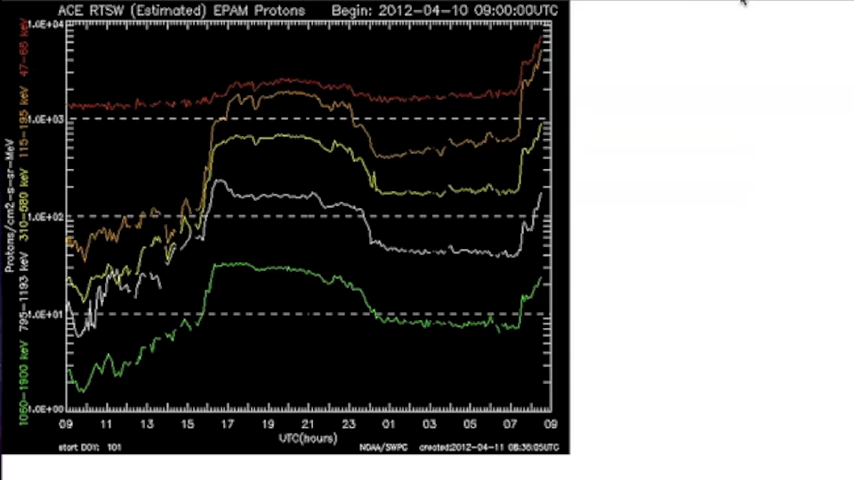 ACE RTSW (Estimated) EPAM Protons Begin: 2012-04-10 09:00:00UTC
1.0E+04
1.0E+03
1.0E+02
1.0E+01
1.0E+00
Protons/cm2-s-sr-MeV
47-65 keV
115-195 keV
310-580 keV
795-1193 keV
1060-1900 keV
09 11 13 15 17 19 21 23 01 03 05 07 09
UTC(hours)
start DOY: 101 NOAA/SWPC created:2012-04-11 08:36:05UTC